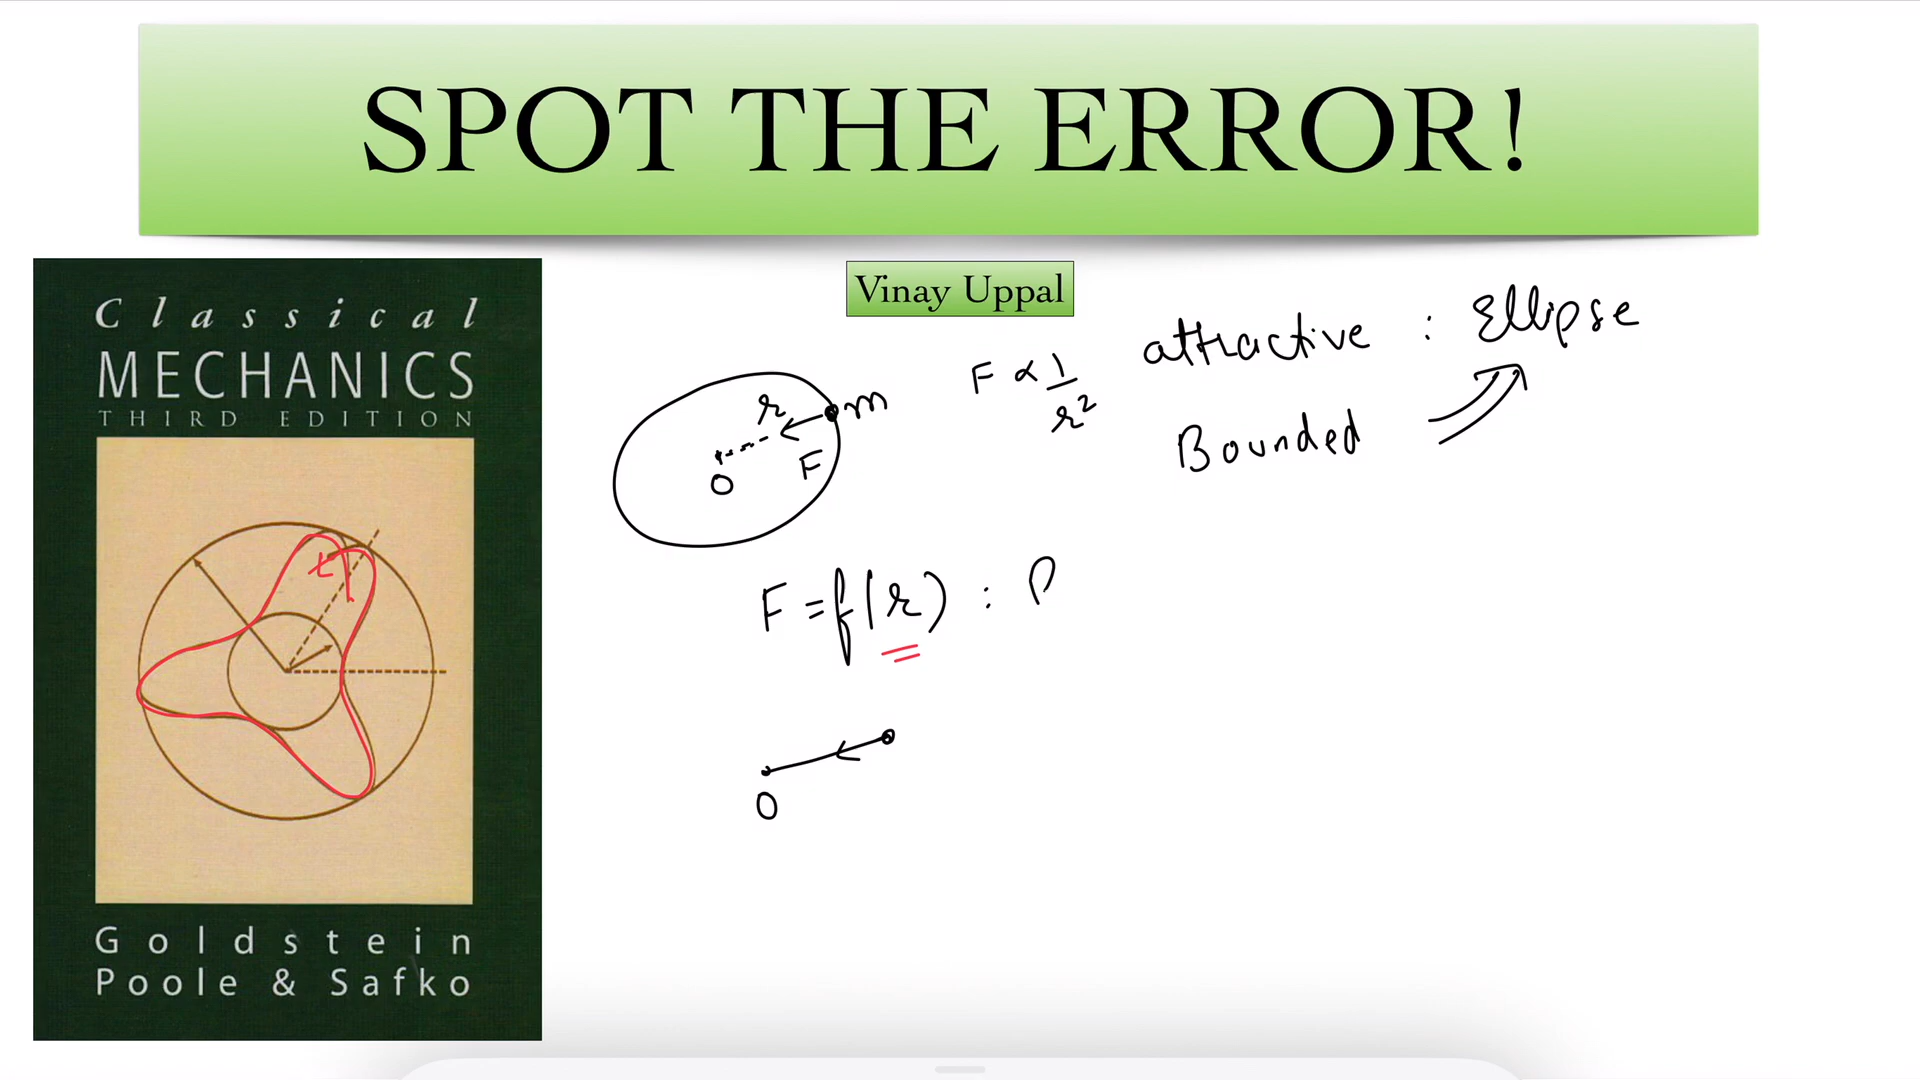 SPOT THE ERROR!
Vinay Uppal
Classical
MECHANICS
THIRD EDITION
Goldstein
Poole & Safko
r
m
F
O
F ∝ 1/r²
attractive : Ellipse
Bounded
F = f(r) :
O